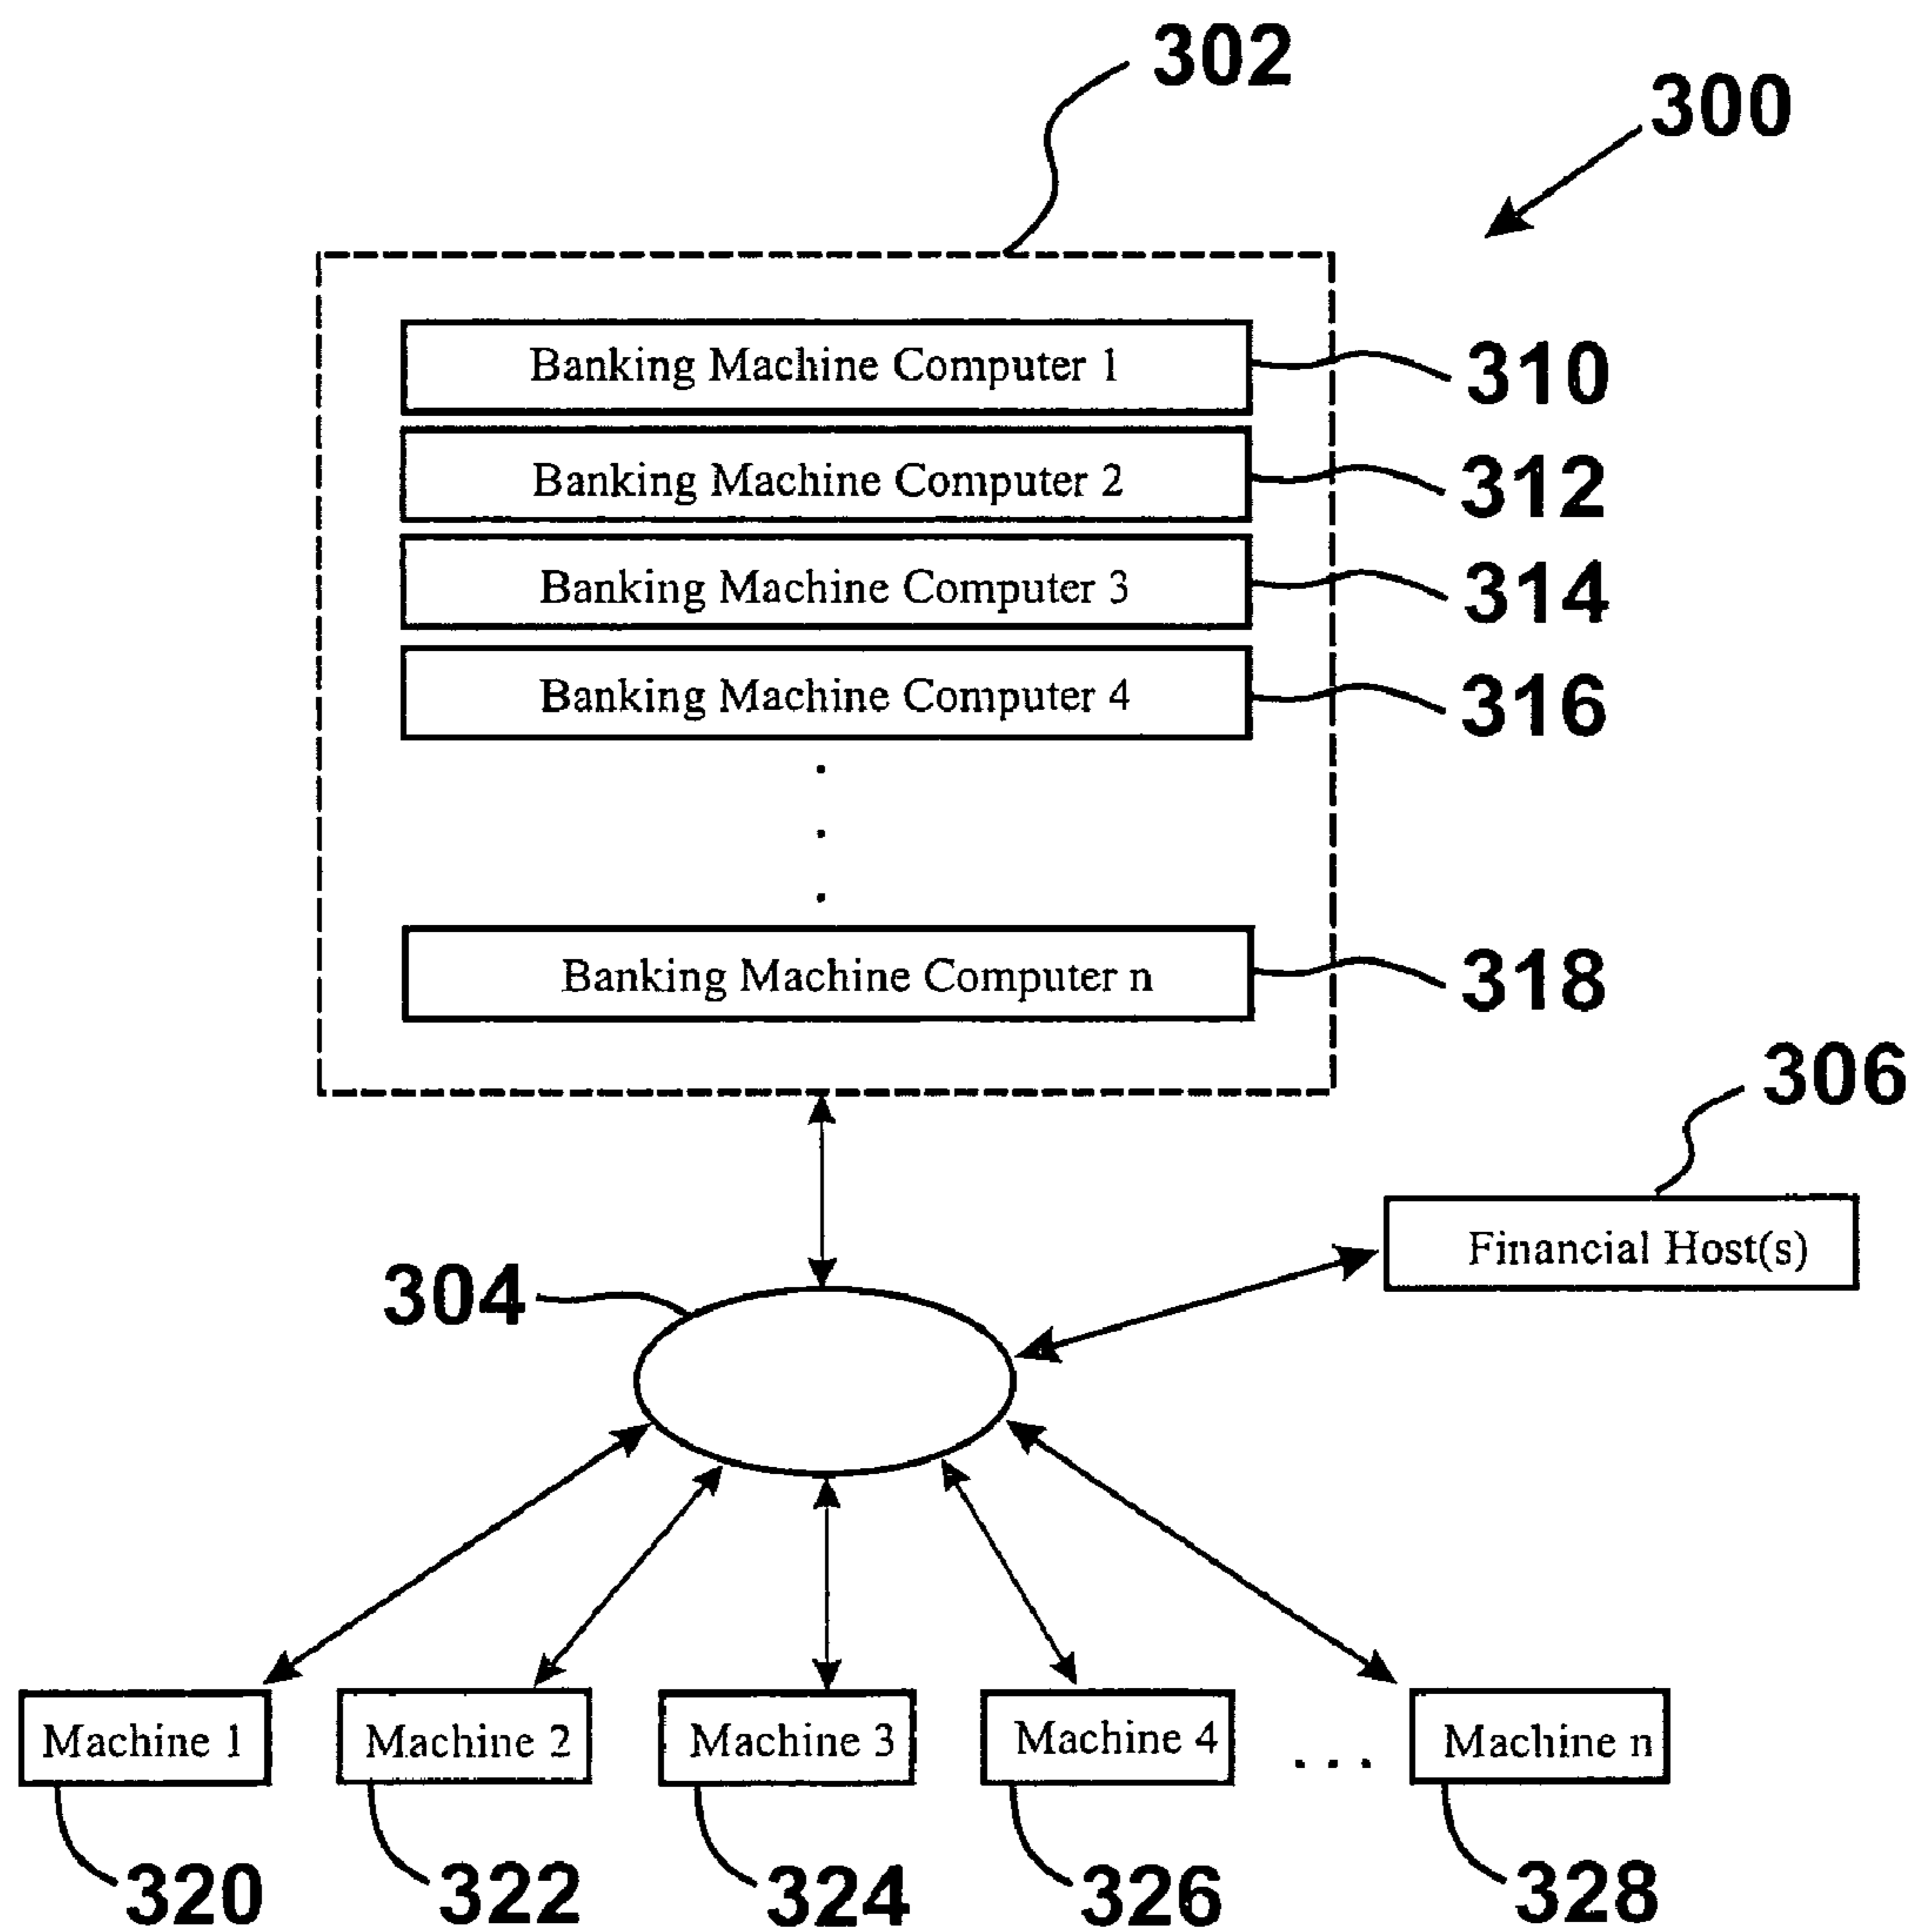 302
300
Banking Machine Computer 1
310
Banking Machine Computer 2
312
Banking Machine Computer 3
314
Banking Machine Computer 4
316
.
.
.
Banking Machine Computer n
318
306
Financial Host(s)
304
Machine 1
Machine 2
Machine 3
Machine 4
. . .
Machine n
320
322
324
326
328